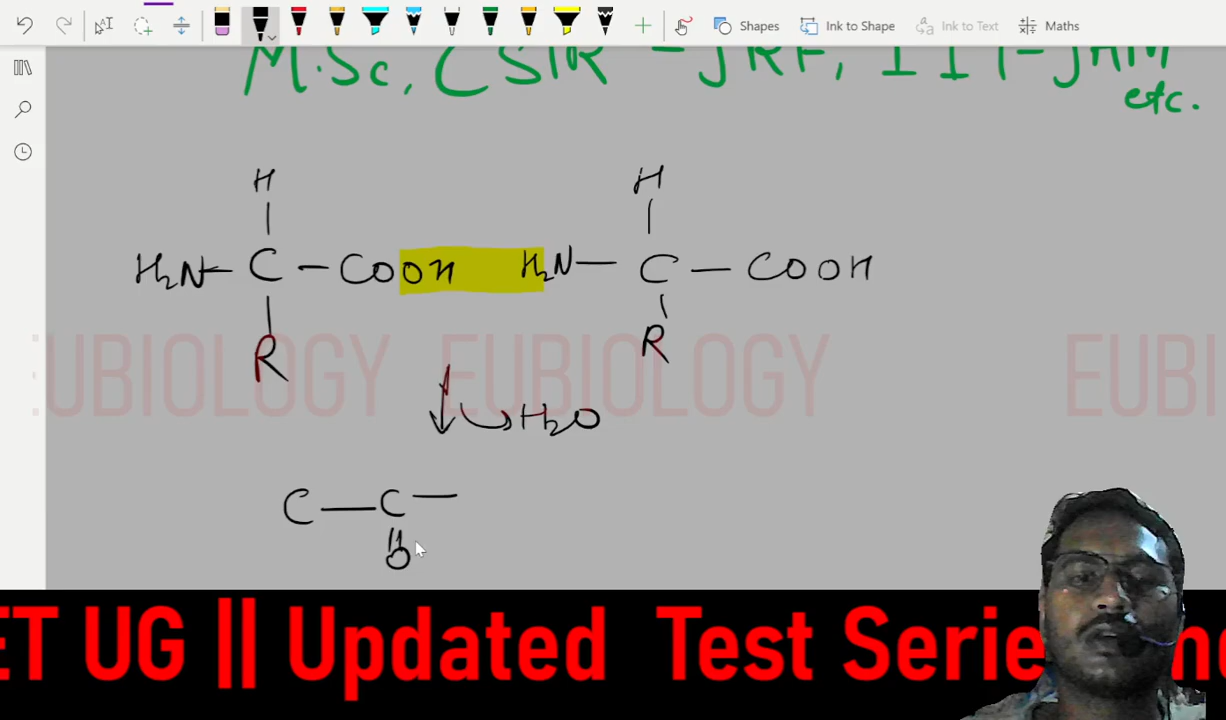 Shapes Ink to Shape Ink to Text Maths
M.Sc, CSIR-JRF, IIT-JAM
etc.
H H
H₂N-C-COOH H₂N-C-COOH
R R
EUBIOLOGY EUBIOLOGY EUBI
H₂O
C-C-
O
ET UG || Updated Test Serie